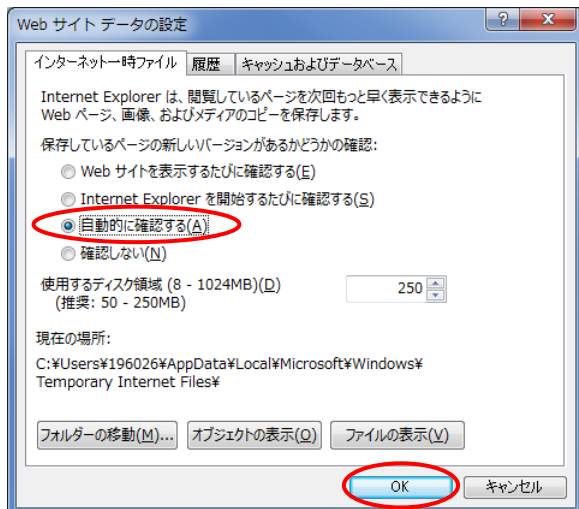 Web サイト データの設定
インターネット一時ファイル 履歴 キャッシュおよびデータベース
Internet Explorer は、閲覧しているページを次回もっと早く表示できるように
Web ページ、画像、およびメディアのコピーを保存します。
保存しているページの新しいバージョンがあるかどうかの確認:
Web サイトを表示するたびに確認する(E)
Internet Explorer を開始するたびに確認する(S)
自動的に確認する(A)
確認しない(N)
使用するディスク領域 (8 - 1024MB)(D) 250
(推奨: 50 - 250MB)
現在の場所:
C:¥Users¥196026¥AppData¥Local¥Microsoft¥Windows¥
Temporary Internet Files¥
フォルダーの移動(M)... オブジェクトの表示(O) ファイルの表示(V)
OK キャンセル